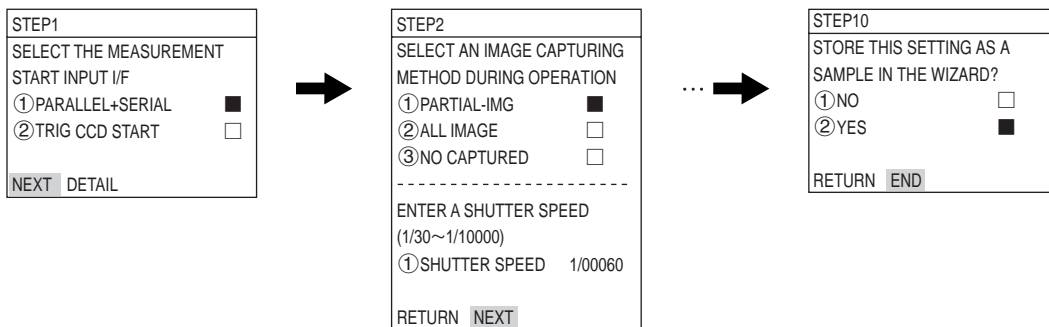 STEP1
SELECT THE MEASUREMENT
START INPUT I/F
①PARALLEL+SERIAL ■
②TRIG CCD START □
NEXT DETAIL
STEP2
SELECT AN IMAGE CAPTURING
METHOD DURING OPERATION
①PARTIAL-IMG ■
②ALL IMAGE □
③NO CAPTURED □
ENTER A SHUTTER SPEED
(1/30～1/10000)
①SHUTTER SPEED 1/00060
RETURN NEXT
...
STEP10
STORE THIS SETTING AS A
SAMPLE IN THE WIZARD?
①NO □
②YES ■
RETURN END